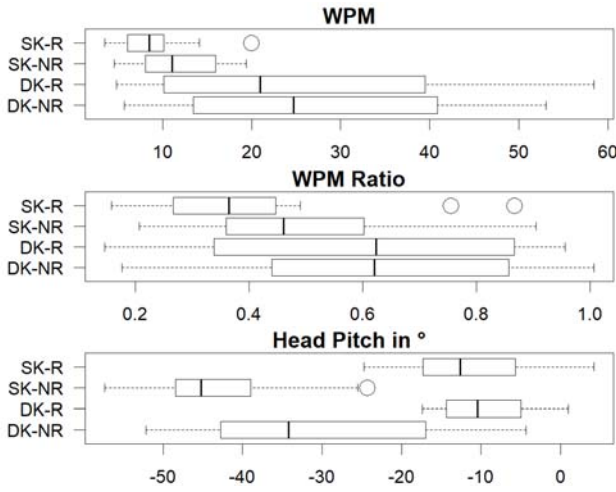 WPM
SK-R
SK-NR
DK-R
DK-NR
10 20 30 40 50 60
WPM Ratio
SK-R
SK-NR
DK-R
DK-NR
0.2 0.4 0.6 0.8 1.0
Head Pitch in °
SK-R
SK-NR
DK-R
DK-NR
-50 -40 -30 -20 -10 0